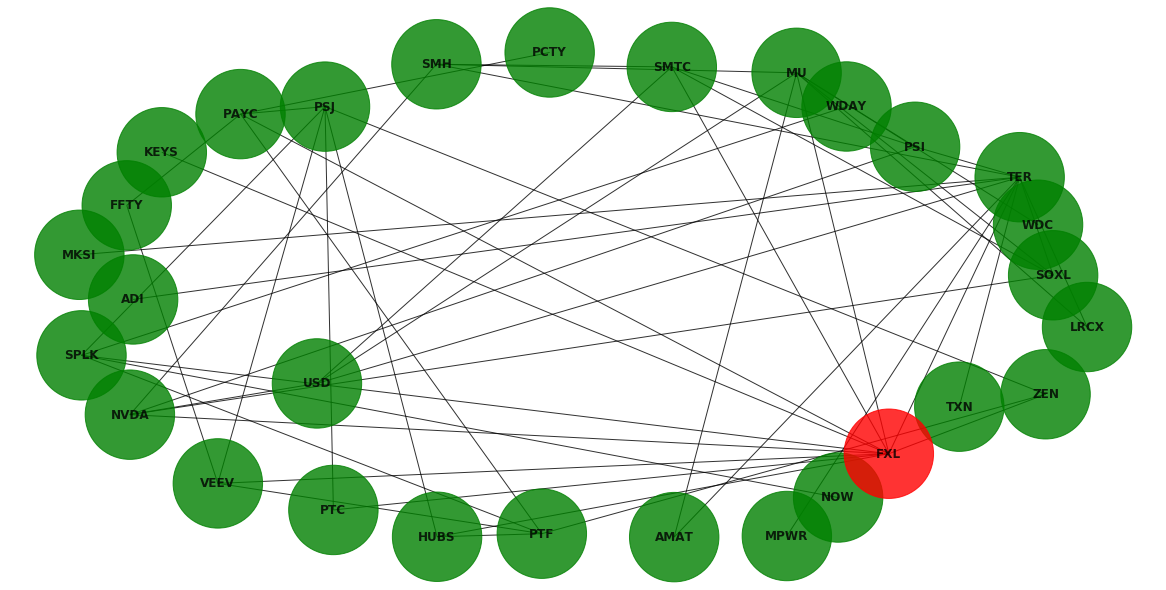 PCTY
SMH
SMTC
MU
WDAY
PSJ
PAYC
PSI
KEYS
TER
FFTY
WDC
MKSI
SOXL
ADI
LRCX
SPLK
USD
ZEN
TXN
NVDA
FXL
VEEV
NOW
PTC
PTF
HUBS
AMAT
MPWR